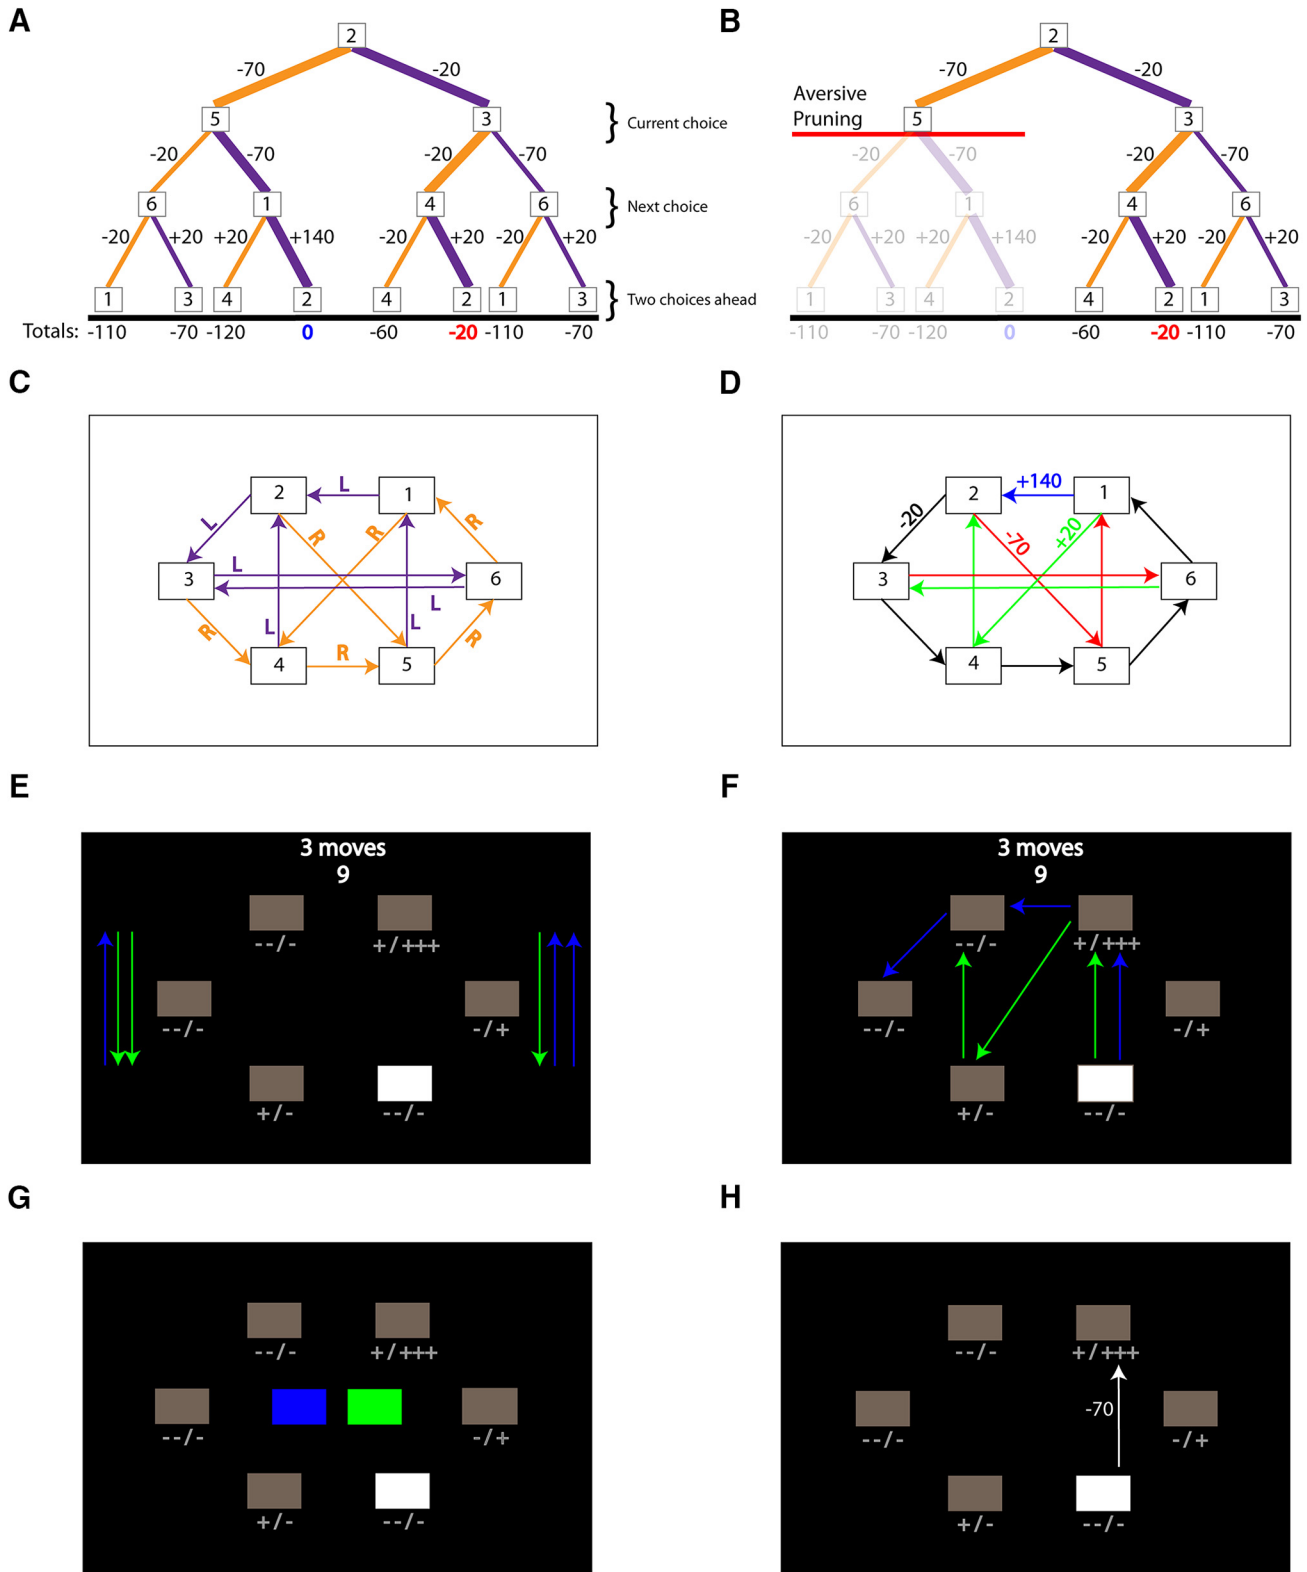 A
2
-70 -20
5 3 } Current choice
-20 -70 -20 -70
6 1 4 6 } Next choice
-20 +20 +20 +140 -20 +20 -20 +20
1 3 4 2 4 2 1 3 } Two choices ahead
Totals: -110 -70 -120 0 -60 -20 -110 -70
B
2
-70 -20
Aversive
Pruning
5 3
-20 -70 -20 -70
6 1 4 6
-20 +20 +20 +140 -20 +20 -20 +20
1 3 4 2 4 2 1 3
-110 -70 -120 0 -60 -20 -110 -70
C
2 L 1
L R R R
3 L 6
L
R L L R
4 R 5
D
2 +140 1
-20 -70 +20
3 6
4 5
E
3 moves
9
--/- +/+++
--/- -/+
+/- --/-
F
3 moves
9
--/- +/+++
--/- -/+
+/- --/-
G
--/- +/+++
--/- -/+
+/- --/-
H
--/- +/+++
-70
--/- -/+
+/- --/-